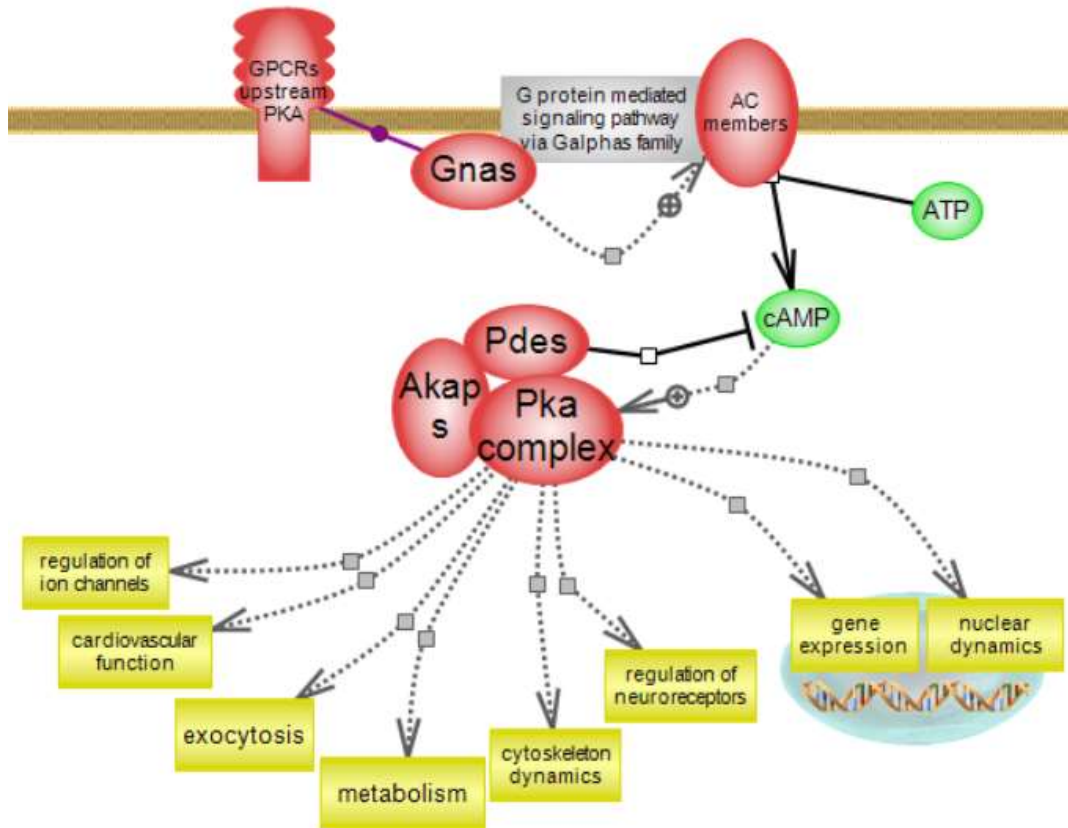 GPCRs
upstream
PKA
G protein mediated
signaling pathway
via Galphas family
AC
members
Gnas
ATP
cAMP
Pdes
Akap
s
Pka
complex
regulation of
ion channels
cardiovascular
function
exocytosis
metabolism
cytoskeleton
dynamics
regulation of
neuroreceptors
gene
expression
nuclear
dynamics